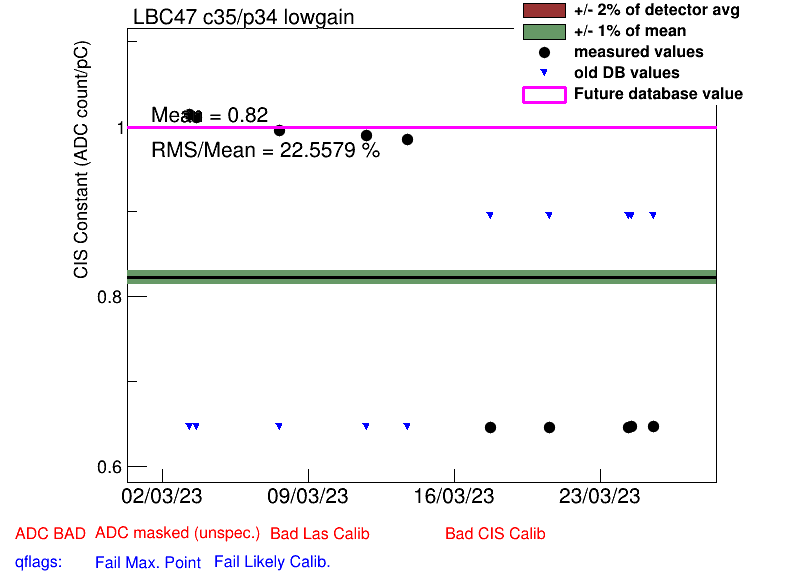 LBC47 c35/p34 lowgain
+/- 2% of detector avg
+/- 1% of mean
measured values
old DB values
Future database value
Mean = 0.82
RMS/Mean = 22.5579 %
CIS Constant (ADC count/pC)
1
0.8
0.6
02/03/23 09/03/23 16/03/23 23/03/23
ADC BAD ADC masked (unspec.) Bad Las Calib Bad CIS Calib
qflags: Fail Max. Point Fail Likely Calib.